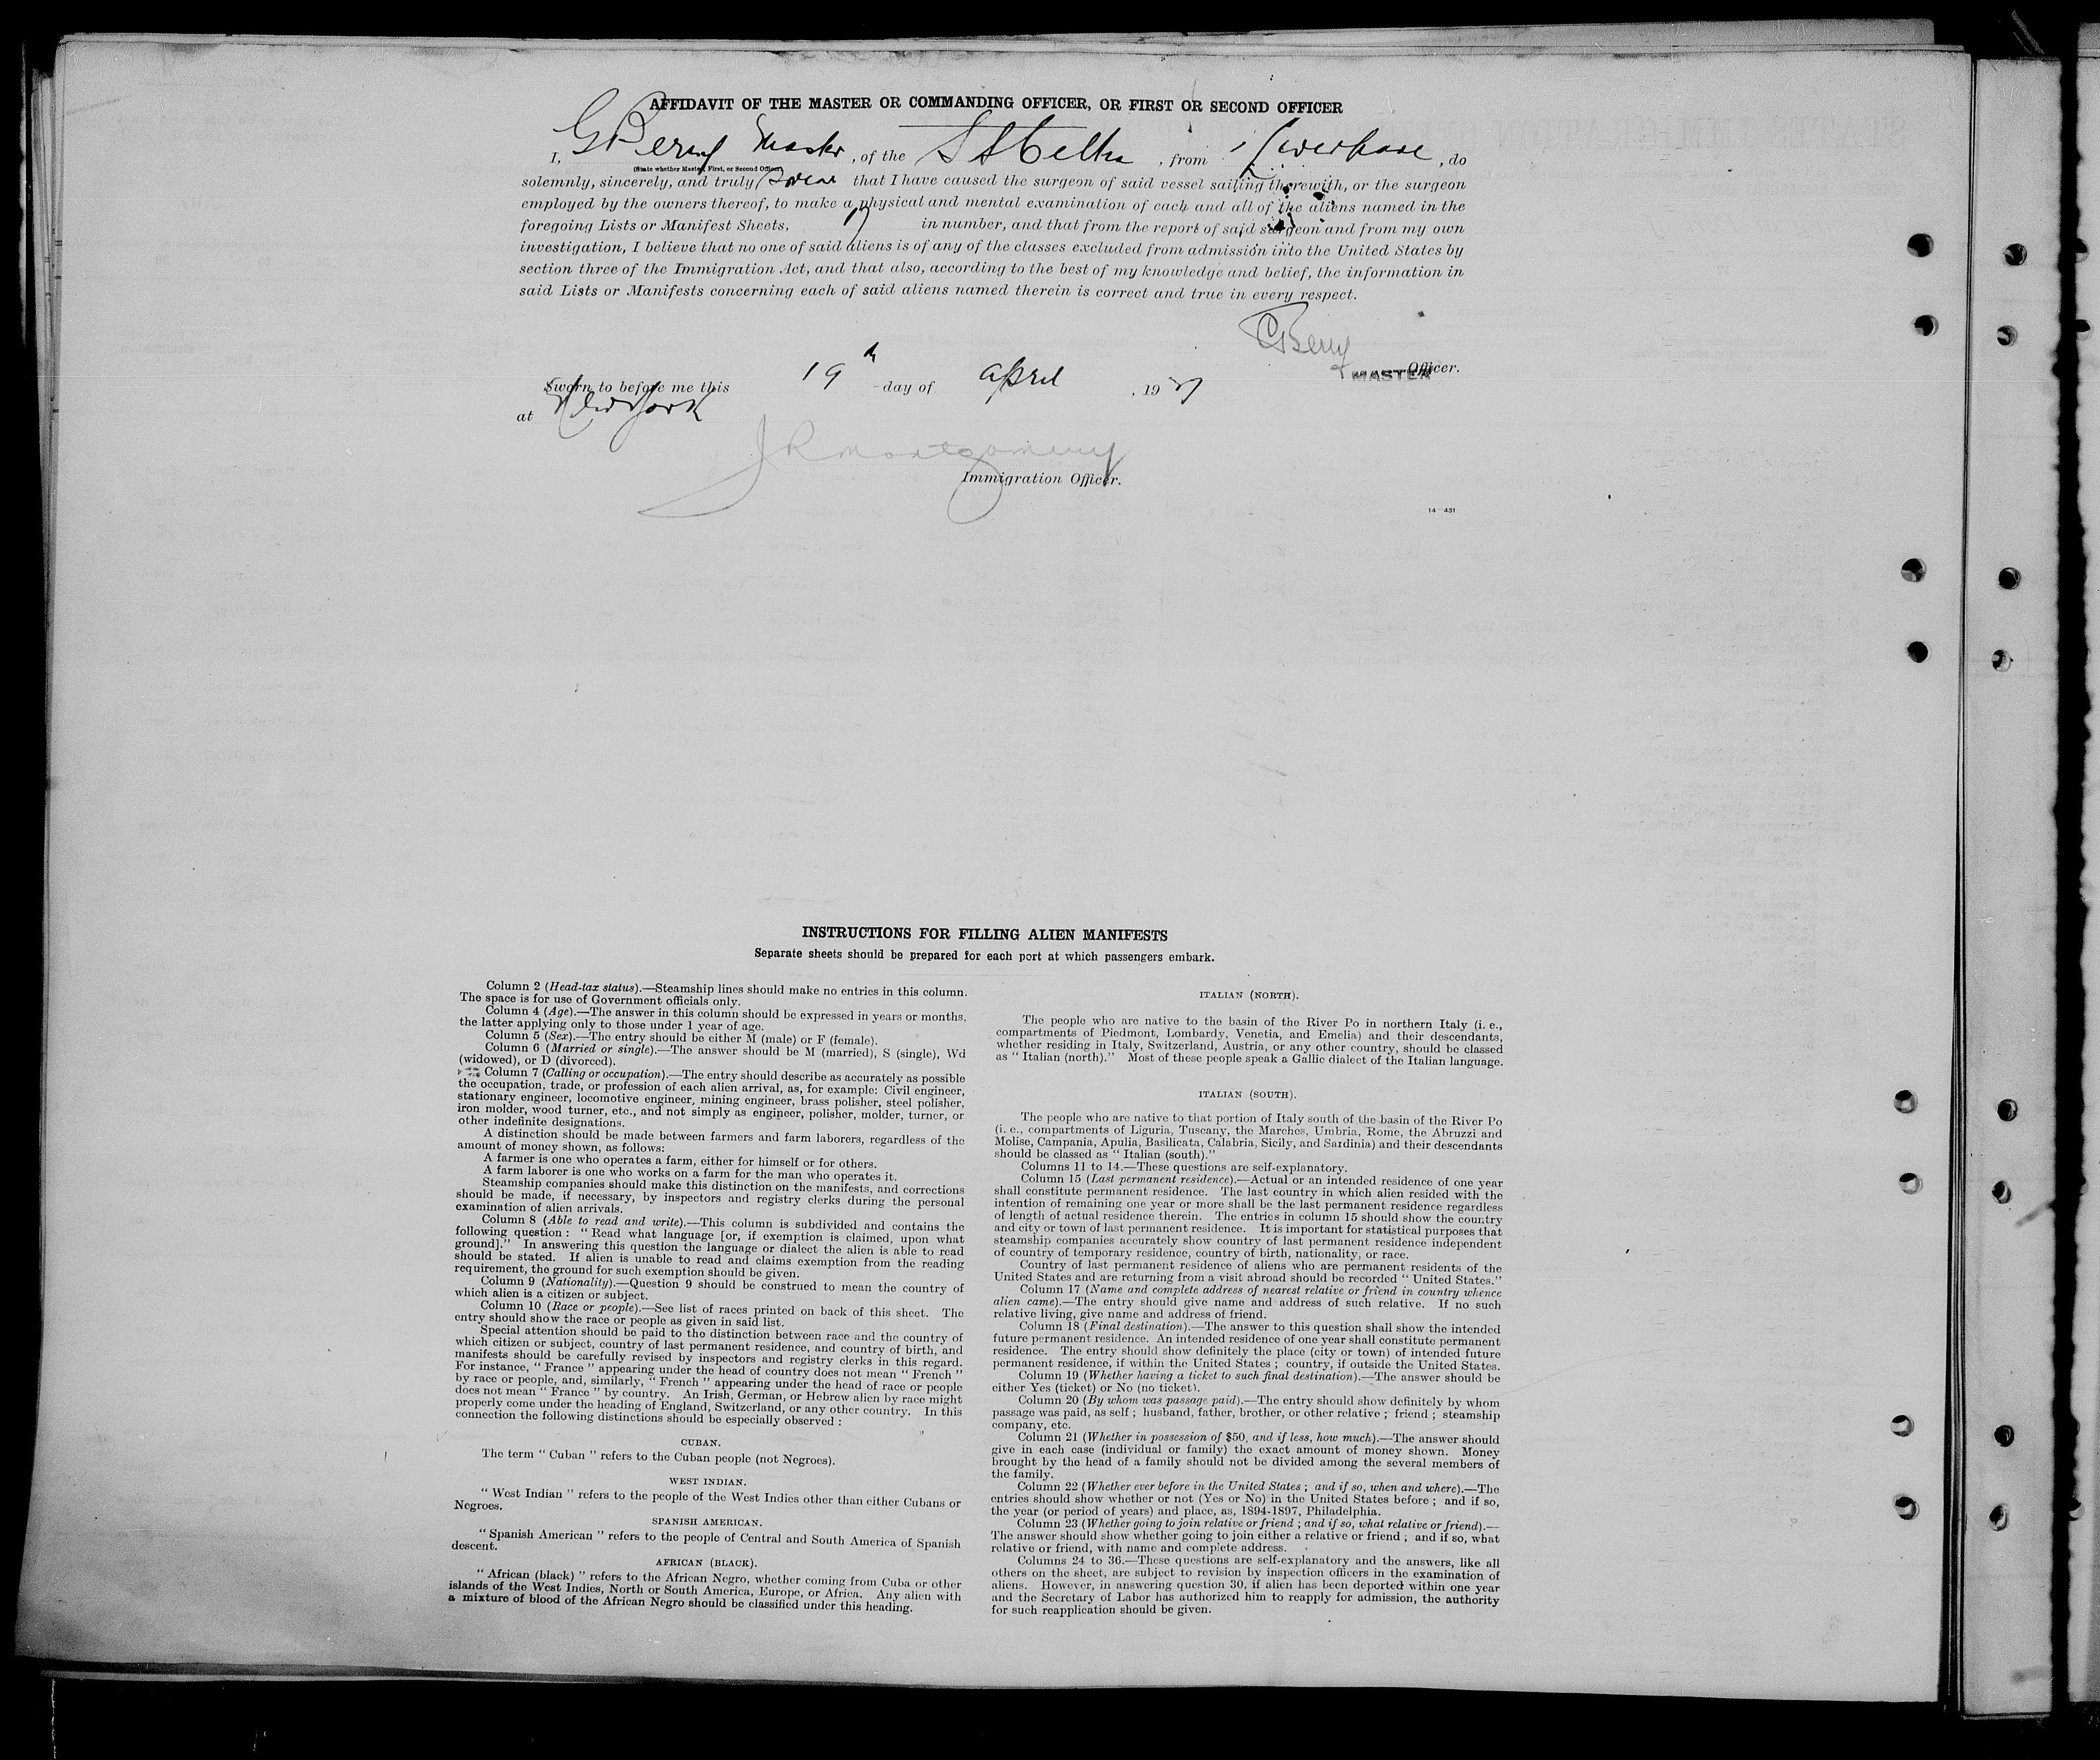 AFFIDAVIT OF THE MASTER OR COMMANDING OFFICER, OR FIRST OR SECOND OFFICER
I, G Berry Master, of the S S Celtic, from Liverpool, do
(State whether Master, First, or Second Officer)
solemnly, sincerely, and truly swear that I have caused the surgeon of said vessel sailing therewith, or the surgeon
employed by the owners thereof, to make a physical and mental examination of each and all of the aliens named in the
foregoing Lists or Manifest Sheets, 17 in number, and that from the report of said surgeon and from my own
investigation, I believe that no one of said aliens is of any of the classes excluded from admission into the United States by
section three of the Immigration Act, and that also, according to the best of my knowledge and belief, the information in
said Lists or Manifests concerning each of said aliens named therein is correct and true in every respect.
G Berry
MASTER Officer.
Sworn to before me this 19th day of April, 192
at New York
J R Montgomery
Immigration Officer.
14—431
INSTRUCTIONS FOR FILLING ALIEN MANIFESTS
Separate sheets should be prepared for each port at which passengers embark.
Column 2 (Head-tax status).—Steamship lines should make no entries in this column.
The space is for use of Government officials only.
Column 4 (Age).—The answer in this column should be expressed in years or months,
the latter applying only to those under 1 year of age.
Column 5 (Sex).—The entry should be either M (male) or F (female).
Column 6 (Married or single).—The answer should be M (married), S (single), Wd
(widowed), or D (divorced).
Column 7 (Calling or occupation).—The entry should describe as accurately as possible
the occupation, trade, or profession of each alien arrival, as, for example: Civil engineer,
stationary engineer, locomotive engineer, mining engineer, brass polisher, steel polisher,
iron molder, wood turner, etc., and not simply as engineer, polisher, molder, turner, or
other indefinite designations.
A distinction should be made between farmers and farm laborers, regardless of the
amount of money shown, as follows:
A farmer is one who operates a farm, either for himself or for others.
A farm laborer is one who works on a farm for the man who operates it.
Steamship companies should make this distinction on the manifests, and corrections
should be made, if necessary, by inspectors and registry clerks during the personal
examination of alien arrivals.
Column 8 (Able to read and write).—This column is subdivided and contains the
following question: "Read what language [or, if exemption is claimed, upon what
ground]." In answering this question the language or dialect the alien is able to read
should be stated. If alien is unable to read and claims exemption from the reading
requirement, the ground for such exemption should be given.
Column 9 (Nationality).—Question 9 should be construed to mean the country of
which alien is a citizen or subject.
Column 10 (Race or people).—See list of races printed on back of this sheet. The
entry should show the race or people as given in said list.
Special attention should be paid to the distinction between race and the country of
which citizen or subject, country of last permanent residence, and country of birth, and
manifests should be carefully revised by inspectors and registry clerks in this regard.
For instance, "France" appearing under the head of country does not mean "French"
by race or people, and, similarly, "French" appearing under the head of race or people
does not mean "France" by country. An Irish, German, or Hebrew alien by race might
properly come under the heading of England, Switzerland, or any other country. In this
connection the following distinctions should be especially observed:
CUBAN.
The term "Cuban" refers to the Cuban people (not Negroes).
WEST INDIAN.
"West Indian" refers to the people of the West Indies other than either Cubans or
Negroes.
SPANISH AMERICAN.
"Spanish American" refers to the people of Central and South America of Spanish
descent.
AFRICAN (BLACK).
"African (black)" refers to the African Negro, whether coming from Cuba or other
islands of the West Indies, North or South America, Europe, or Africa. Any alien with
a mixture of blood of the African Negro should be classified under this heading.
ITALIAN (NORTH).
The people who are native to the basin of the River Po in northern Italy (i. e.,
compartments of Piedmont, Lombardy, Venetia, and Emelia) and their descendants,
whether residing in Italy, Switzerland, Austria, or any other country, should be classed
as "Italian (north)." Most of these people speak a Gallic dialect of the Italian language.
ITALIAN (SOUTH).
The people who are native to that portion of Italy south of the basin of the River Po
(i. e., compartments of Liguria, Tuscany, the Marches, Umbria, Rome, the Abruzzi and
Molise, Campania, Apulia, Basilicata, Calabria, Sicily, and Sardinia) and their descendants
should be classed as "Italian (south)."
Columns 11 to 14.—These questions are self-explanatory.
Column 15 (Last permanent residence).—Actual or an intended residence of one year
shall constitute permanent residence. The last country in which alien resided with the
intention of remaining one year or more shall be the last permanent residence regardless
of length of actual residence therein. The entries in column 15 should show the country
and city or town of last permanent residence. It is important for statistical purposes that
steamship companies accurately show country of last permanent residence independent
of country of temporary residence, country of birth, nationality, or race.
Country of last permanent residence of aliens who are permanent residents of the
United States and are returning from a visit abroad should be recorded "United States."
Column 17 (Name and complete address of nearest relative or friend in country whence
alien came).—The entry should give name and address of such relative. If no such
relative living, give name and address of friend.
Column 18 (Final destination).—The answer to this question shall show the intended
future permanent residence. An intended residence of one year shall constitute permanent
residence. The entry should show definitely the place (city or town) of intended future
permanent residence, if within the United States; country, if outside the United States.
Column 19 (Whether having a ticket to such final destination).—The answer should be
either Yes (ticket) or No (no ticket).
Column 20 (By whom was passage paid).—The entry should show definitely by whom
passage was paid, as self; husband, father, brother, or other relative; friend; steamship
company, etc.
Column 21 (Whether in possession of $50, and if less, how much).—The answer should
give in each case (individual or family) the exact amount of money shown. Money
brought by the head of a family should not be divided among the several members of
the family.
Column 22 (Whether ever before in the United States; and if so, when and where).—The
entries should show whether or not (Yes or No) in the United States before; and if so,
the year (or period of years) and place, as, 1894-1897, Philadelphia.
Column 23 (Whether going to join relative or friend; and if so, what relative or friend).—
The answer should show whether going to join either a relative or friend; and if so, what
relative or friend, with name and complete address.
Columns 24 to 36.—These questions are self-explanatory and the answers, like all
others on the sheet, are subject to revision by inspection officers in the examination of
aliens. However, in answering question 30, if alien has been deported within one year
and the Secretary of Labor has authorized him to reapply for admission, the authority
for such reapplication should be given.